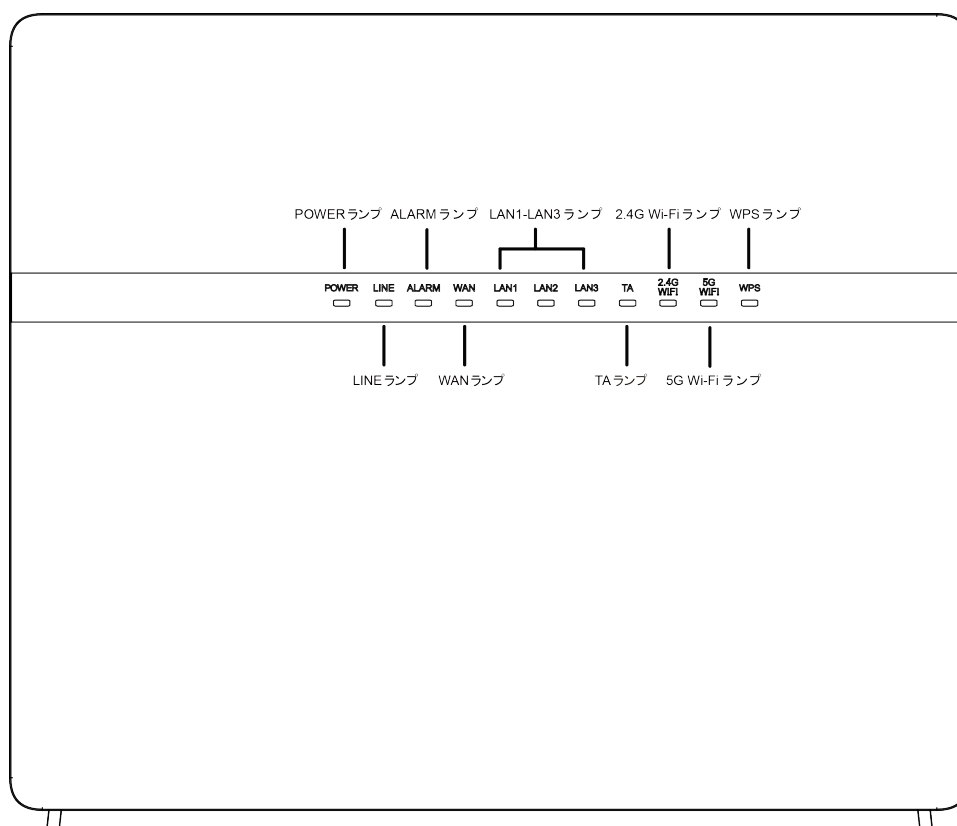 POWERランプ ALARMランプ LAN1-LAN3ランプ 2.4G Wi-Fiランプ WPSランプ
POWER LINE ALARM WAN LAN1 LAN2 LAN3 TA 2.4G WIFI 5G WIFI WPS
LINEランプ WANランプ TAランプ 5G Wi-Fiランプ